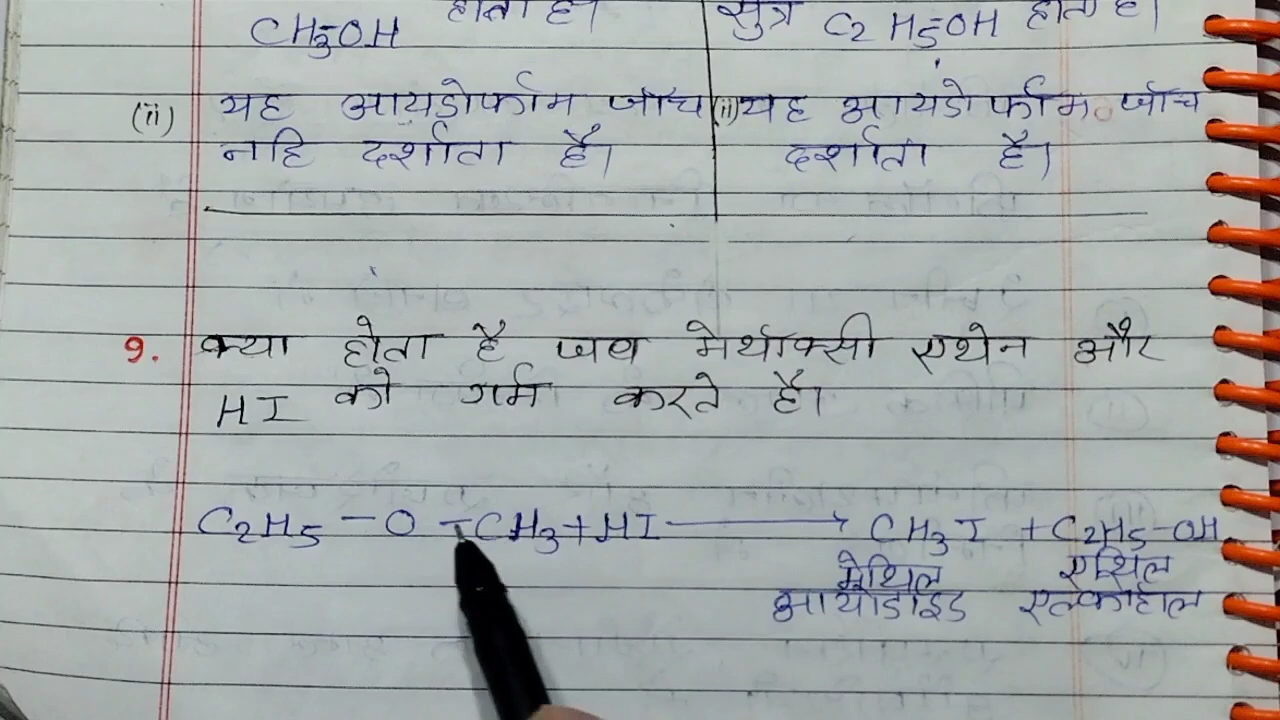 होता है। सूत्र C2H5OH होता है।
CH3OH
(ii) यह आयडोफॉम जाँच (ii) यह आयडो फॉम जाँच
नहि दर्शाता है। दर्शाता है।
9. क्या होता है जब मेथॉक्सी एथेन और
HI को गर्म करते है।
C2H5 - O - CH3 + HI ⟶ CH3I + C2H5-OH
मेथिल एथिल
आयोडाइड एल्कोहॉल